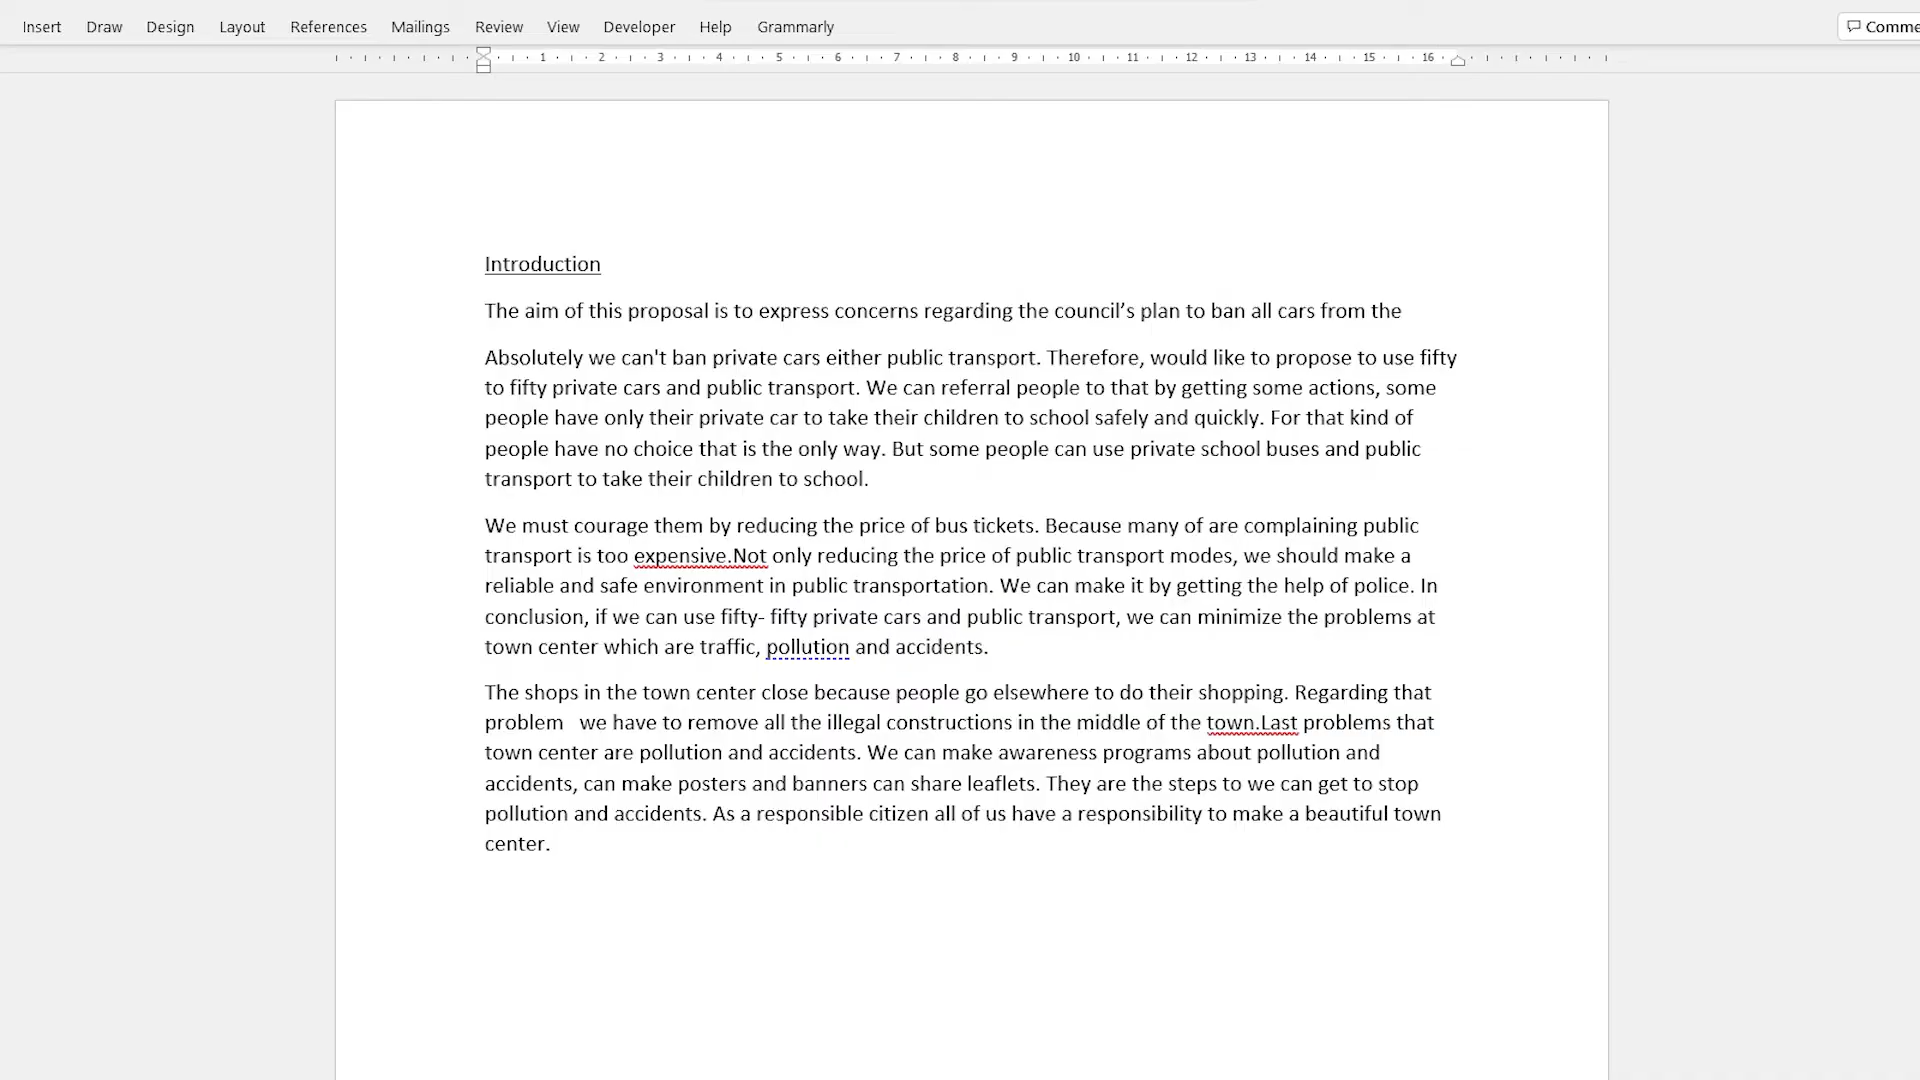 Insert Draw Design Layout References Mailings Review View Developer Help Grammarly
1 2 3 4 5 6 7 8 9 10 11 12 13 14 15 16
Introduction
The aim of this proposal is to express concerns regarding the council’s plan to ban all cars from the
Absolutely we can't ban private cars either public transport. Therefore, would like to propose to use fifty
to fifty private cars and public transport. We can referral people to that by getting some actions, some
people have only their private car to take their children to school safely and quickly. For that kind of
people have no choice that is the only way. But some people can use private school buses and public
transport to take their children to school.
We must courage them by reducing the price of bus tickets. Because many of are complaining public
transport is too expensive.Not only reducing the price of public transport modes, we should make a
reliable and safe environment in public transportation. We can make it by getting the help of police. In
conclusion, if we can use fifty- fifty private cars and public transport, we can minimize the problems at
town center which are traffic, pollution and accidents.
The shops in the town center close because people go elsewhere to do their shopping. Regarding that
problem   we have to remove all the illegal constructions in the middle of the town.Last problems that
town center are pollution and accidents. We can make awareness programs about pollution and
accidents, can make posters and banners can share leaflets. They are the steps to we can get to stop
pollution and accidents. As a responsible citizen all of us have a responsibility to make a beautiful town
center.